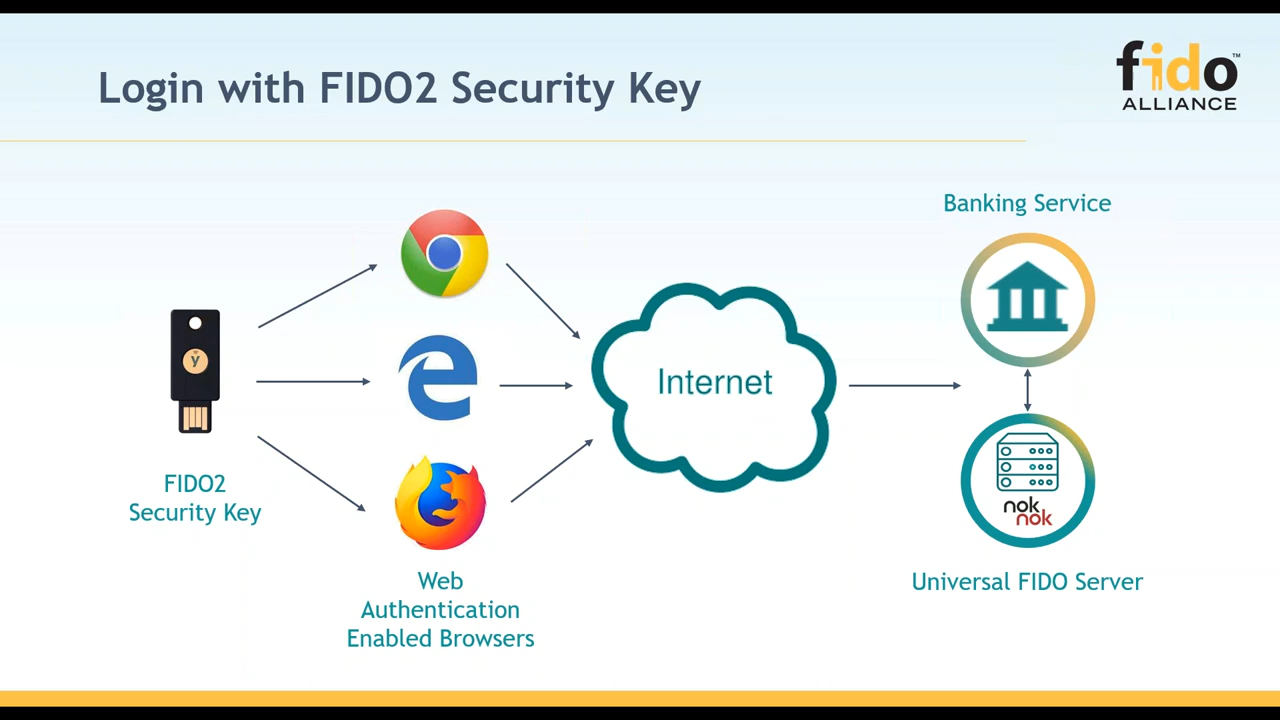 Login with FIDO2 Security Key
fido™
ALLIANCE
Banking Service
Internet
FIDO2
Security Key
nok
nok
Web
Authentication
Enabled Browsers
Universal FIDO Server